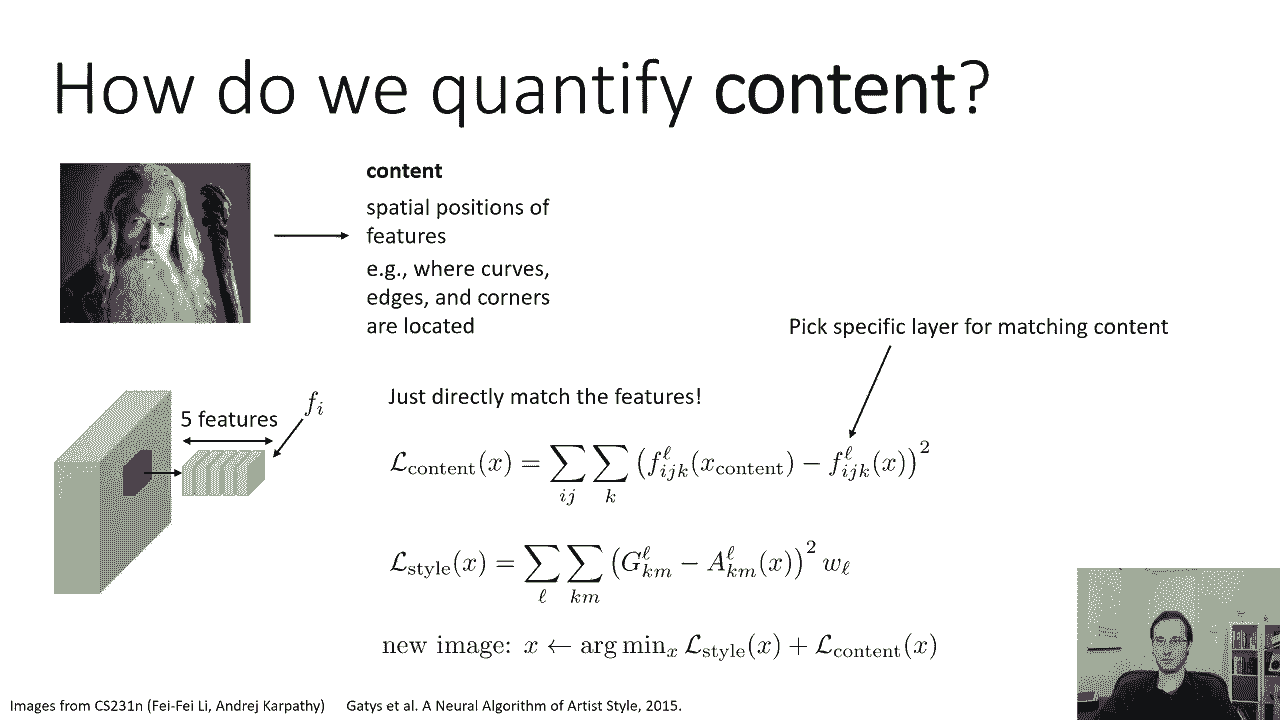 How do we quantify content?
content
spatial positions of
features
e.g., where curves,
edges, and corners
are located
Pick specific layer for matching content
5 features
f_i
Just directly match the features!
\mathcal{L}_{\text{content}}(x) = \sum_{ij} \sum_{k} \left( f^{\ell}_{ijk}(x_{\text{content}}) - f^{\ell}_{ijk}(x) \right)^2
\mathcal{L}_{\text{style}}(x) = \sum_{\ell} \sum_{km} \left( G^{\ell}_{km} - A^{\ell}_{km}(x) \right)^2 w_{\ell}
new image: x \leftarrow \arg\min_x \mathcal{L}_{\text{style}}(x) + \mathcal{L}_{\text{content}}(x)
Images from CS231n (Fei-Fei Li, Andrej Karpathy) Gatys et al. A Neural Algorithm of Artist Style, 2015.